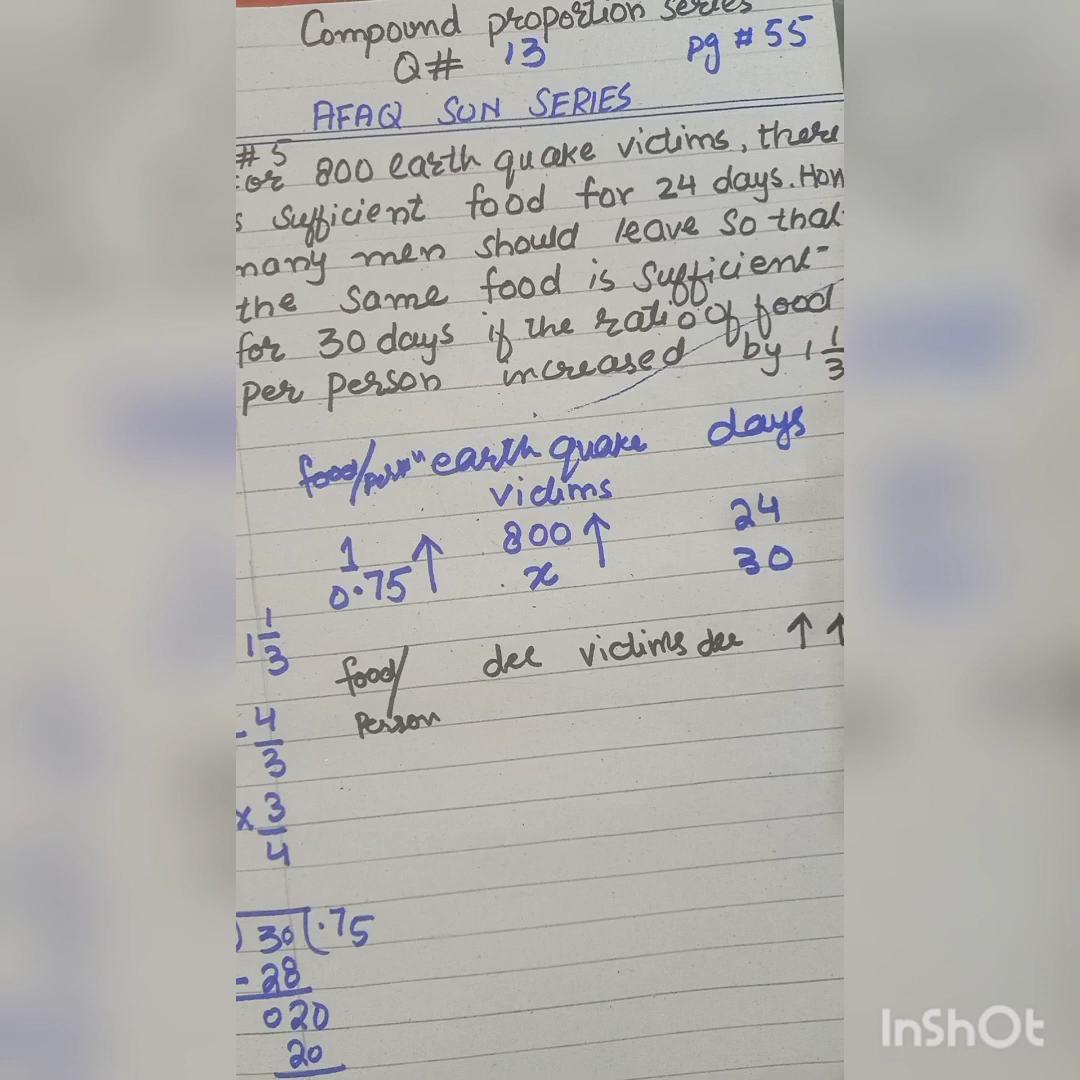 Compound proportion series
Q# 13 pg # 55
AFAQ SUN SERIES
# 5
or 800 earth quake victims, there
s sufficient food for 24 days. How
many men should leave so that
the same food is sufficient
for 30 days if the ratio of food
per person increased by 1 1/3
food/person earth quake days
victims
1 800 24
0.75 x 30
1 1/3
food/ dec victims dec ↑ ↑
person
- 4/3
x 3/4
) 30 ( .75
- 28
020
20
InShOt